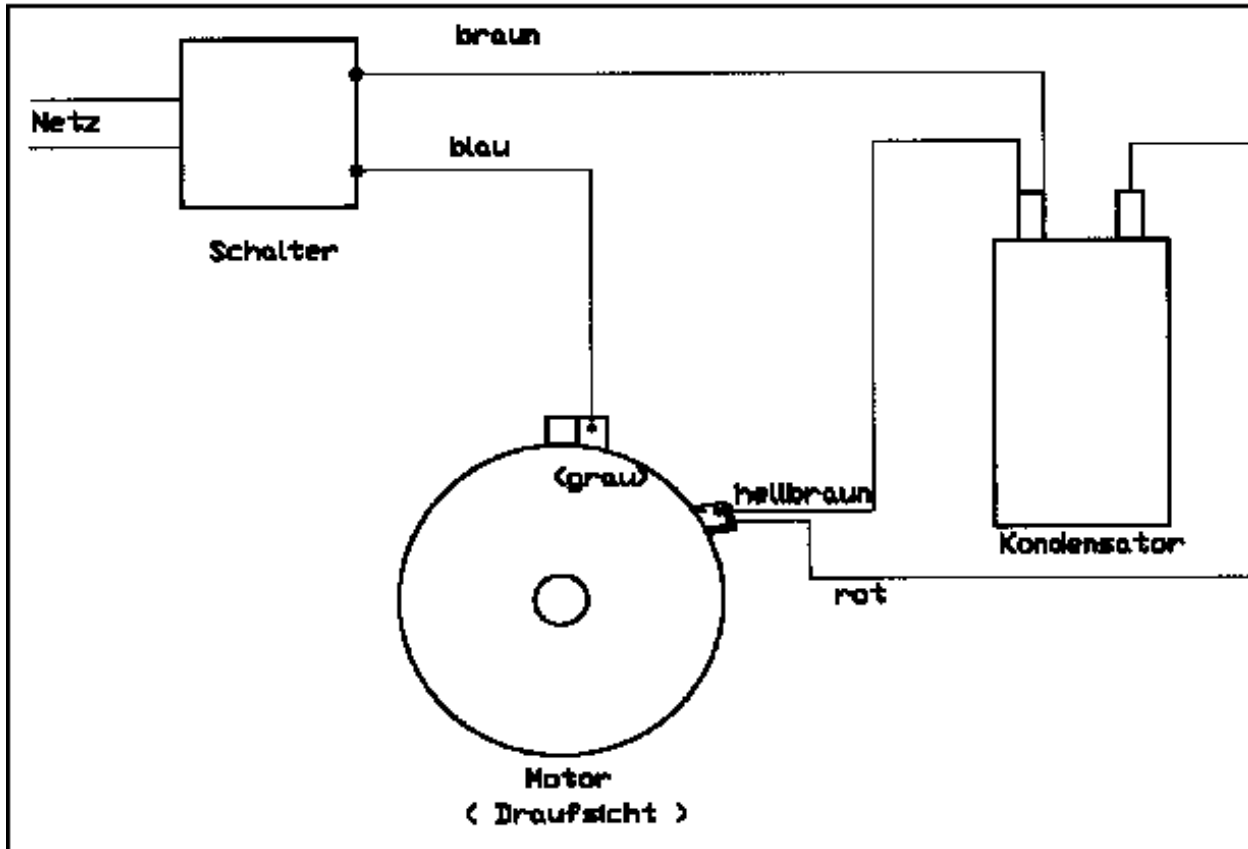 braun
Netz
blau
Schalter
(grau)
hellbraun
Kondensator
rot
Motor
( Draufsicht )